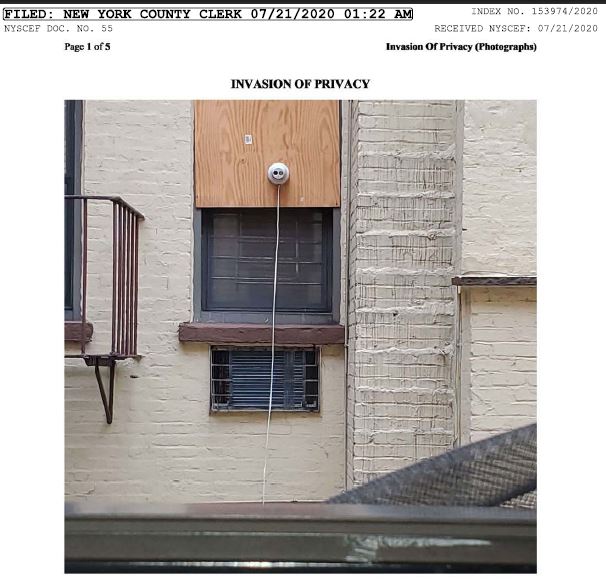 FILED: NEW YORK COUNTY CLERK 07/21/2020 01:22 AM
INDEX NO. 153974/2020
NYSCEF DOC. NO. 55
RECEIVED NYSCEF: 07/21/2020
Page 1 of 5
Invasion Of Privacy (Photographs)
INVASION OF PRIVACY